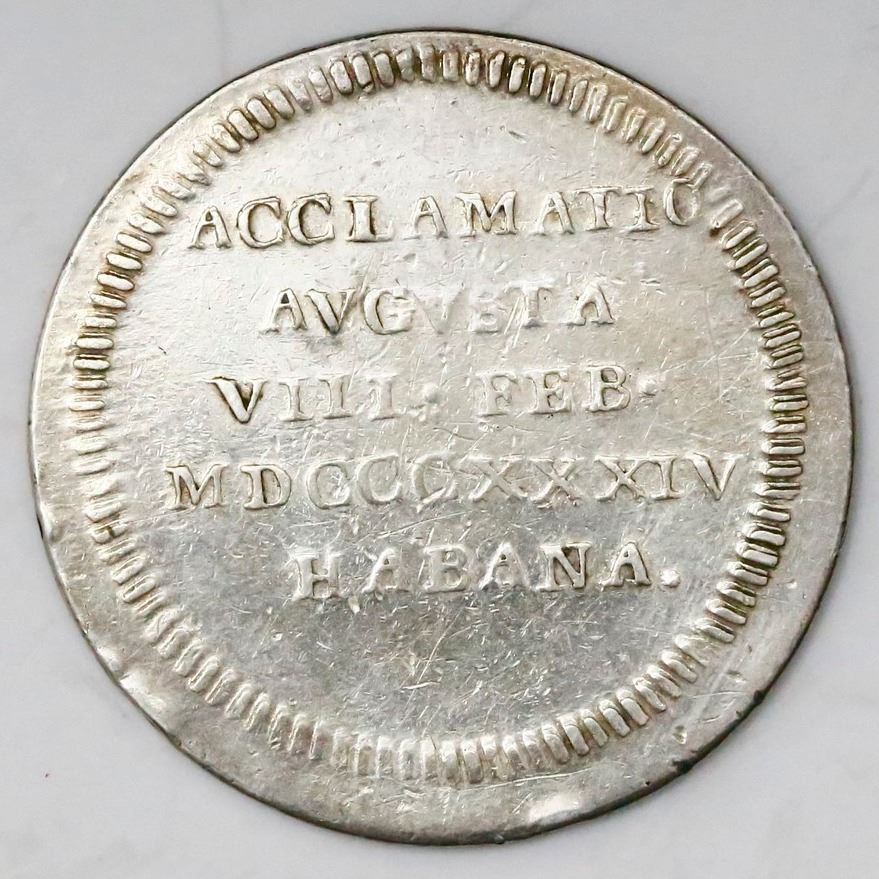 ACCLAMATIO
AVGVSTA
VIII. FEB.
MDCCCXXXIV
HABANA.